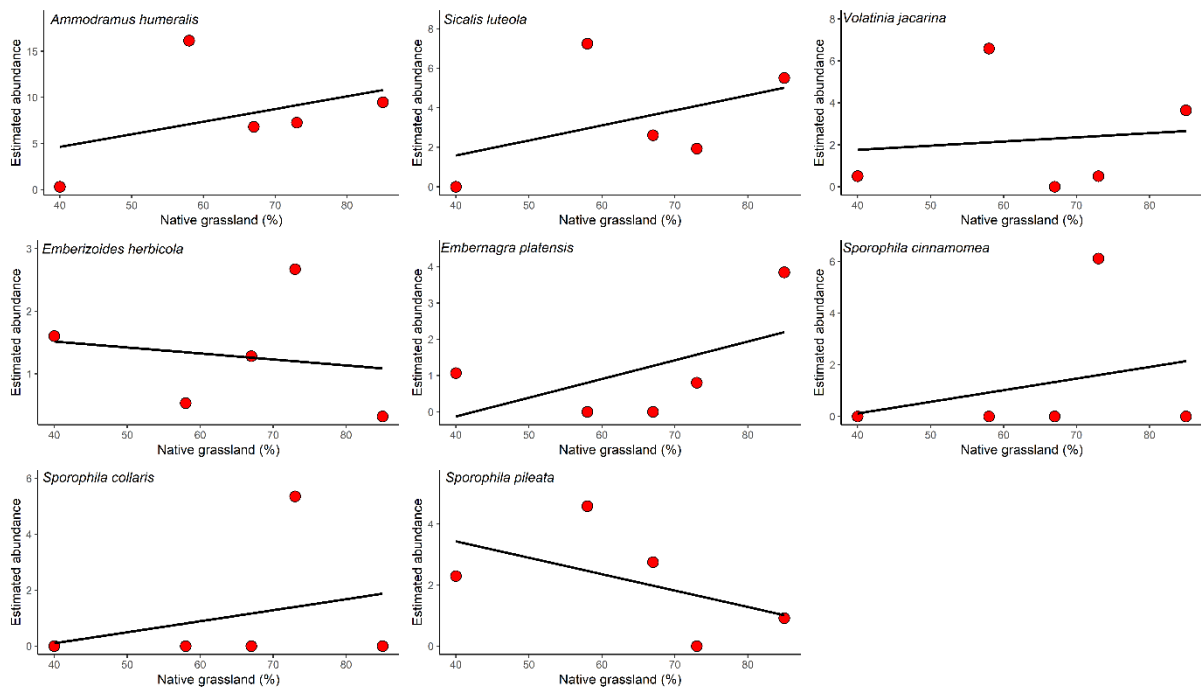 Ammodramus humeralis
Estimated abundance
15
10
5
0
40 50 60 70 80
Native grassland (%)
Sicalis luteola
Estimated abundance
8
6
4
2
0
40 50 60 70 80
Native grassland (%)
Volatinia jacarina
Estimated abundance
8
6
4
2
0
40 50 60 70 80
Native grassland (%)
Emberizoides herbicola
Estimated abundance
3
2
1
40 50 60 70 80
Native grassland (%)
Embernagra platensis
Estimated abundance
4
3
2
1
0
40 50 60 70 80
Native grassland (%)
Sporophila cinnamomea
Estimated abundance
6
4
2
0
40 50 60 70 80
Native grassland (%)
Sporophila collaris
Estimated abundance
6
4
2
0
40 50 60 70 80
Native grassland (%)
Sporophila pileata
Estimated abundance
4
2
0
40 50 60 70 80
Native grassland (%)